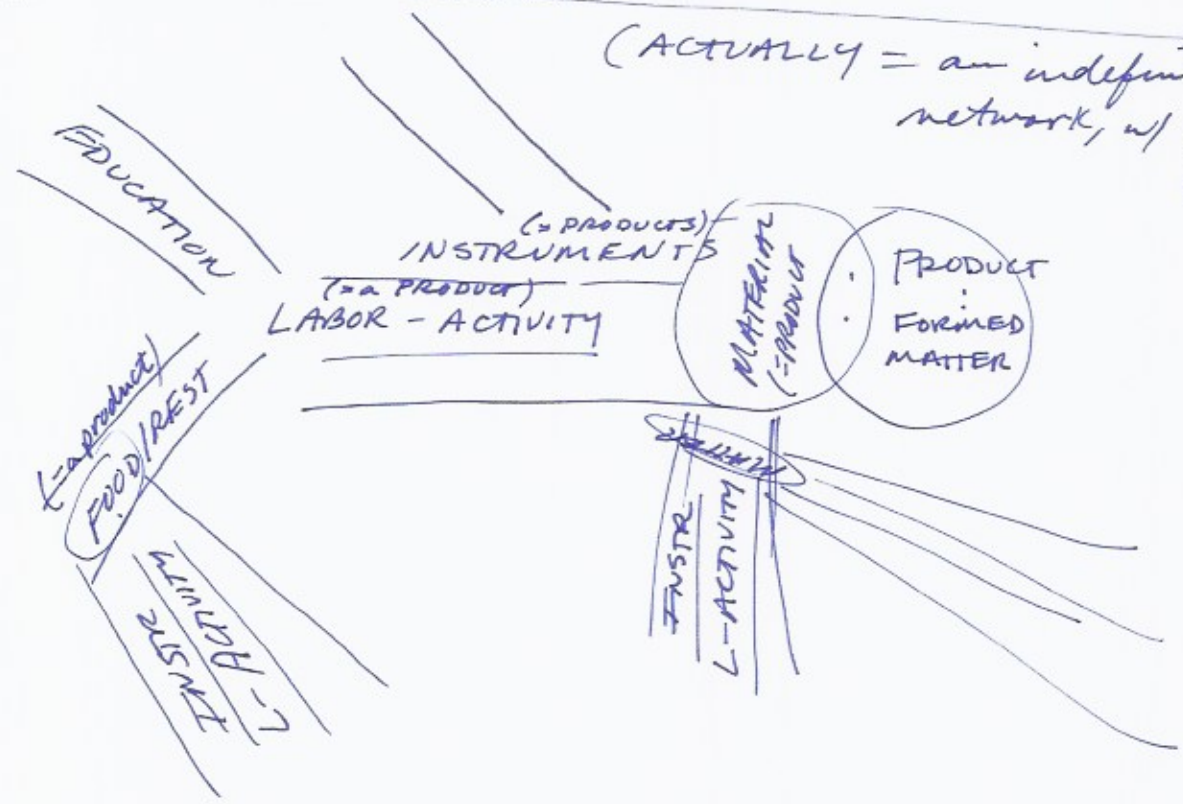 (ACTUALLY = an indefin
network, w/
EDUCATION
(= PRODUCTS)
INSTRUMENTS
(= a PRODUCT)
LABOR - ACTIVITY
MATERIAL
(= PRODUCT
PRODUCT
:
FORMED
MATTER
(= a product)
FOOD/REST
L-ACTIVITY
INSTR
INSTR
L-ACTIVITY